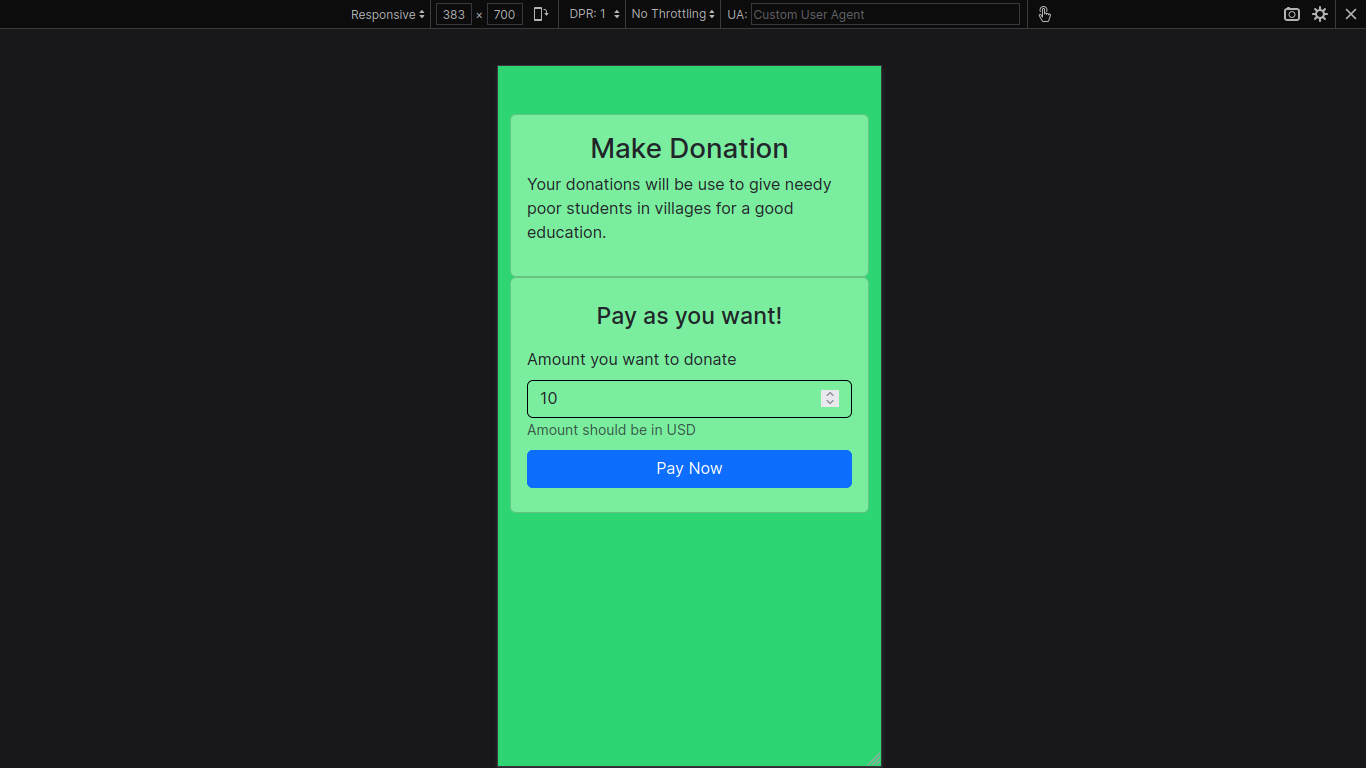 Responsive 383 × 700 DPR: 1 No Throttling UA: Custom User Agent
Make Donation
Your donations will be use to give needy
poor students in villages for a good
education.
Pay as you want!
Amount you want to donate
10
Amount should be in USD
Pay Now